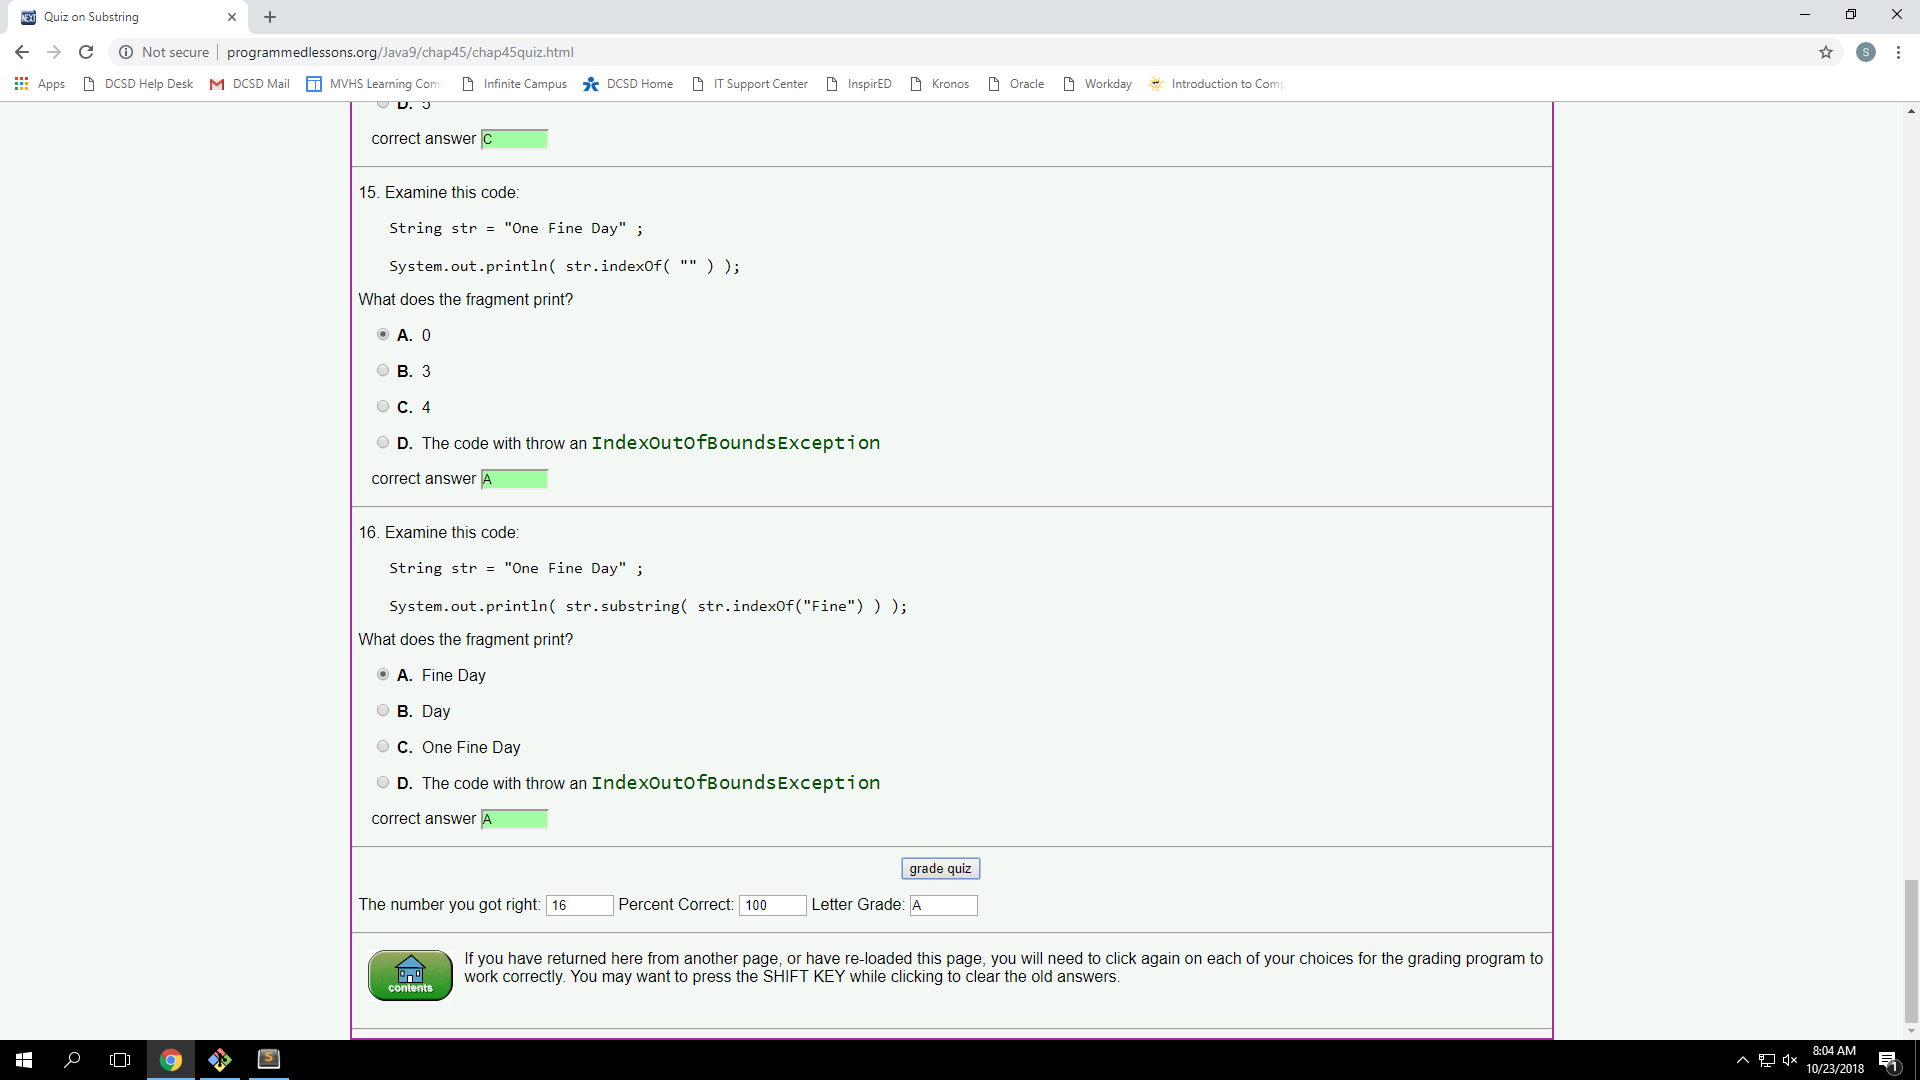 Quiz on Substring
Not secure programmedlessons.org/Java9/chap45/chap45quiz.html
S
Apps DCSD Help Desk DCSD Mail MVHS Learning Com Infinite Campus DCSD Home IT Support Center InspirED Kronos Oracle Workday Introduction to Comp
D. 5
correct answer C
15. Examine this code:
String str = "One Fine Day" ;
System.out.println( str.indexOf( "" ) );
What does the fragment print?
A. 0
B. 3
C. 4
D. The code with throw an IndexOutOfBoundsException
correct answer A
16. Examine this code:
String str = "One Fine Day" ;
System.out.println( str.substring( str.indexOf("Fine") ) );
What does the fragment print?
A. Fine Day
B. Day
C. One Fine Day
D. The code with throw an IndexOutOfBoundsException
correct answer A
grade quiz
The number you got right: 16 Percent Correct: 100 Letter Grade: A
If you have returned here from another page, or have re-loaded this page, you will need to click again on each of your choices for the grading program to
work correctly. You may want to press the SHIFT KEY while clicking to clear the old answers.
contents
8:04 AM
10/23/2018
1